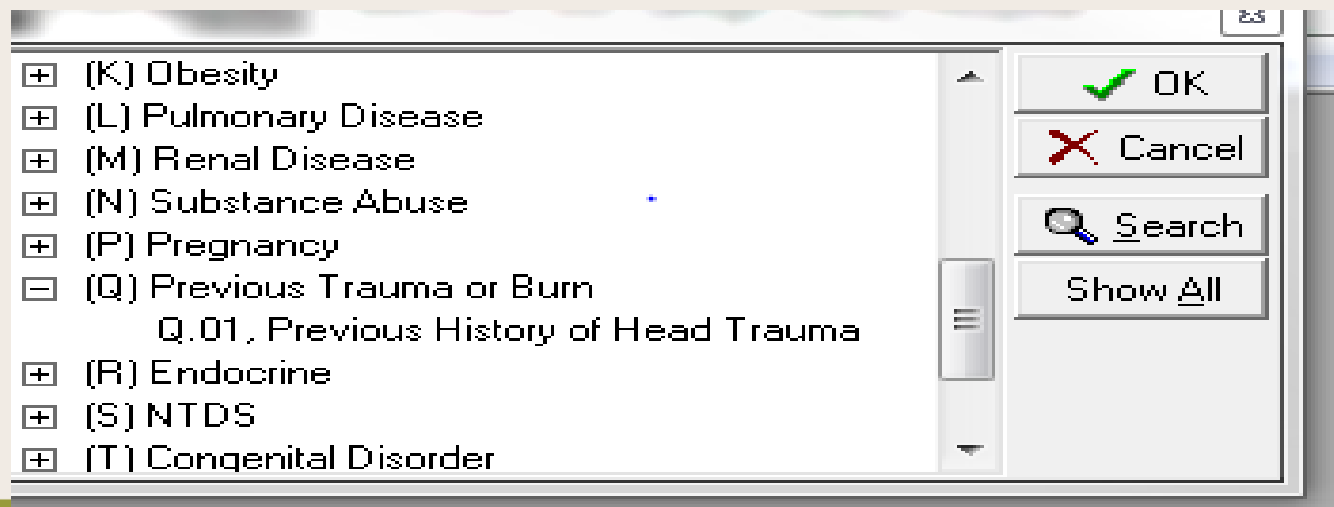 (K) Obesity
(L) Pulmonary Disease
(M) Renal Disease
(N) Substance Abuse
(P) Pregnancy
(Q) Previous Trauma or Burn
Q.01, Previous History of Head Trauma
(R) Endocrine
(S) NTDS
(T) Congenital Disorder
OK
Cancel
Search
Show All